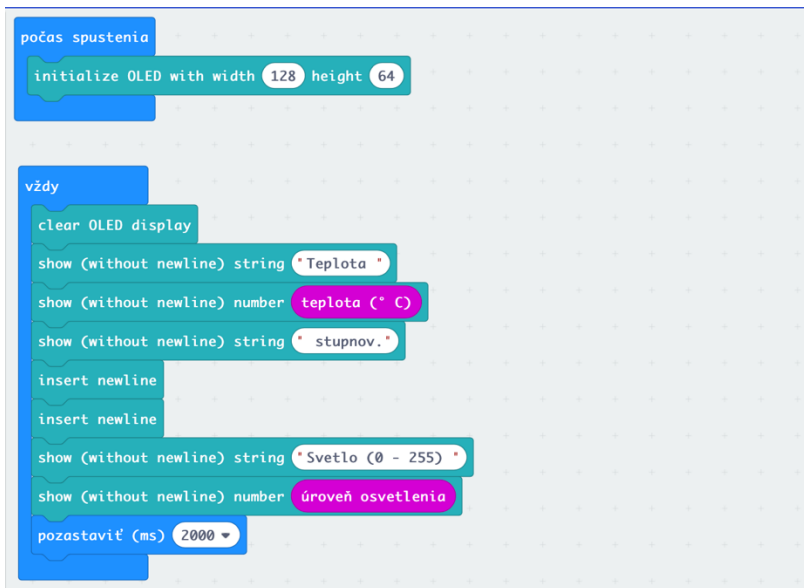 počas spustenia
initialize OLED with width 128 height 64
vždy
clear OLED display
show (without newline) string "Teplota "
show (without newline) number teplota (° C)
show (without newline) string " stupnov."
insert newline
insert newline
show (without newline) string "Svetlo (0 - 255) "
show (without newline) number úroveň osvetlenia
pozastaviť (ms) 2000